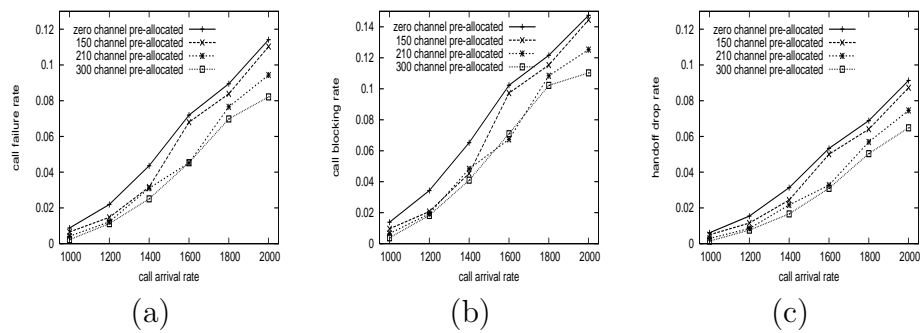 0.12
0.1
0.08
0.06
0.04
0.02
0
call failure rate
zero channel pre-allocated
150 channel pre-allocated
210 channel pre-allocated
300 channel pre-allocated
1000 1200 1400 1600 1800 2000
call arrival rate
(a)
0.14
0.12
0.1
0.08
0.06
0.04
0.02
0
call blocking rate
zero channel pre-allocated
150 channel pre-allocated
210 channel pre-allocated
300 channel pre-allocated
1000 1200 1400 1600 1800 2000
call arrival rate
(b)
0.12
0.1
0.08
0.06
0.04
0.02
0
handoff drop rate
zero channel pre-allocated
150 channel pre-allocated
210 channel pre-allocated
300 channel pre-allocated
1000 1200 1400 1600 1800 2000
call arrival rate
(c)